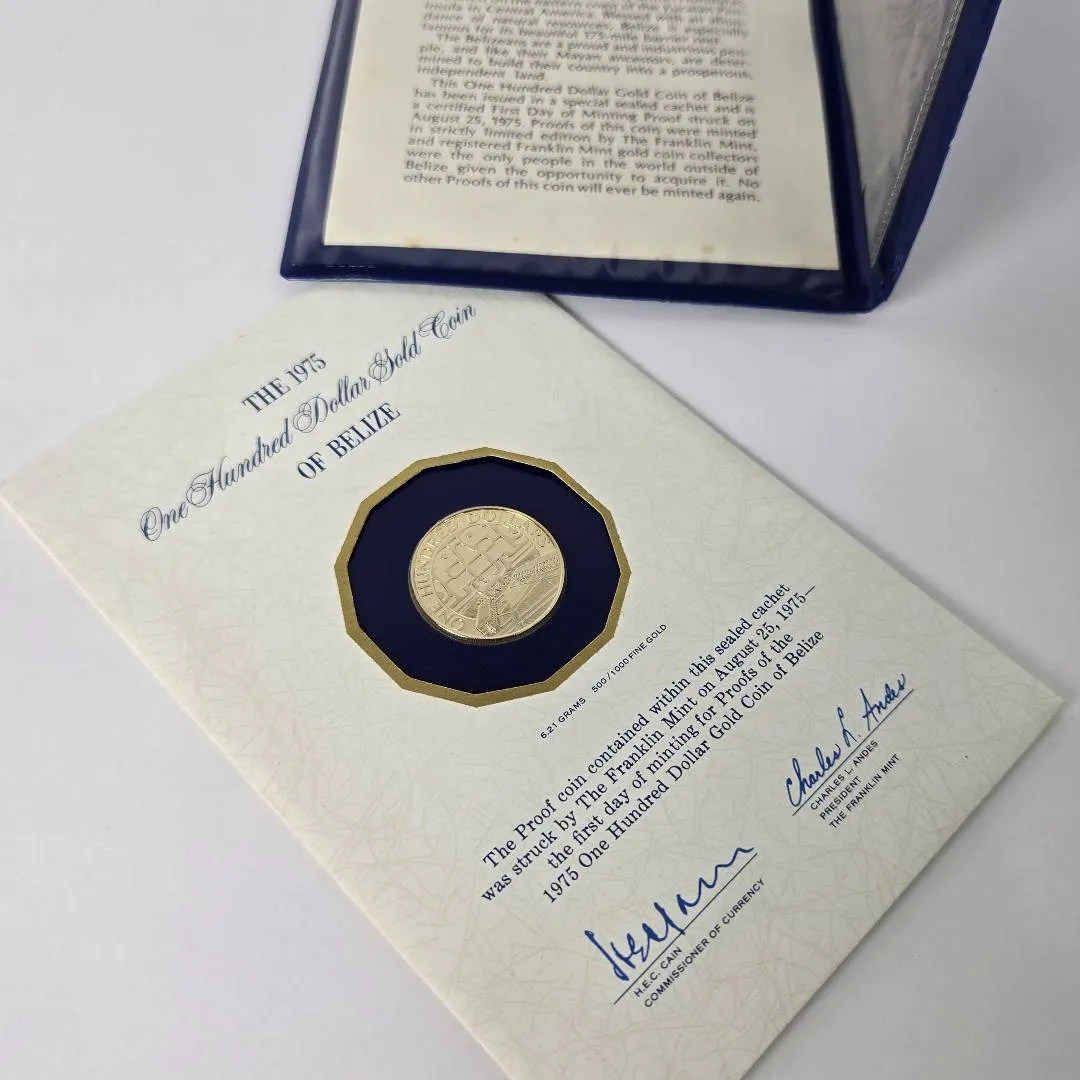 mids in Central America. Blessed with an abun-
dance of natural resources, Belize is especially
famous for its beautiful 175-mile barrier reef.
The Belizeans are a proud and industrious peo-
ple, and like their Mayan ancestors, are deter-
mined to build their country into a prosperous,
independent land.
This One Hundred Dollar Gold Coin of Belize
has been issued in a special sealed cachet and is
a certified First Day of Minting Proof struck on
August 25, 1975. Proofs of this coin were minted
in strictly limited edition by The Franklin Mint,
and registered Franklin Mint gold coin collectors
were the only people in the world outside of
Belize given the opportunity to acquire it. No
other Proofs of this coin will ever be minted again.
THE 1975
One Hundred Dollar Gold Coin
OF BELIZE
ONE HUNDRED DOLLARS
6.21 GRAMS 500/1000 FINE GOLD
The Proof coin contained within this sealed cachet
was struck by The Franklin Mint on August 25, 1975—
the first day of minting for Proofs of the
1975 One Hundred Dollar Gold Coin of Belize
Charles L. Andes
CHARLES L. ANDES
PRESIDENT
THE FRANKLIN MINT
H.E.C. CAIN
COMMISSIONER OF CURRENCY